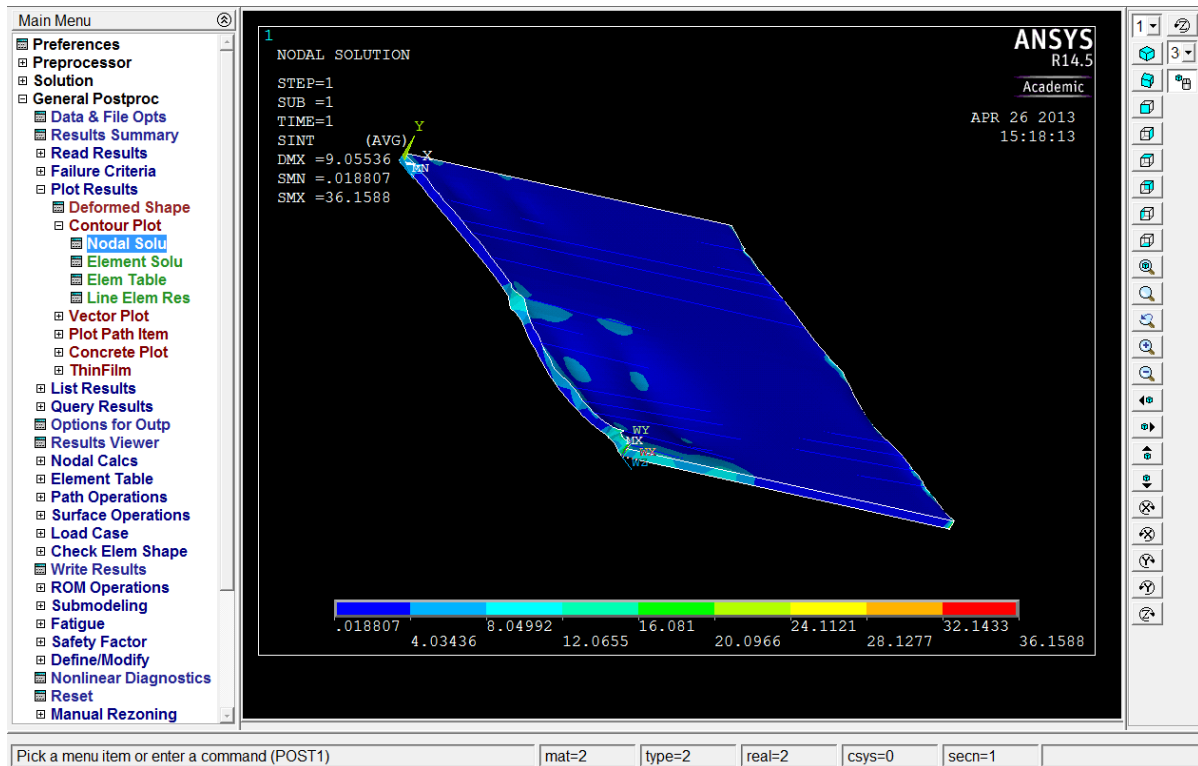 Main Menu
Preferences
Preprocessor
Solution
General Postproc
Data & File Opts
Results Summary
Read Results
Failure Criteria
Plot Results
Deformed Shape
Contour Plot
Nodal Solu
Element Solu
Elem Table
Line Elem Res
Vector Plot
Plot Path Item
Concrete Plot
ThinFilm
List Results
Query Results
Options for Outp
Results Viewer
Nodal Calcs
Element Table
Path Operations
Surface Operations
Load Case
Check Elem Shape
Write Results
ROM Operations
Submodeling
Fatigue
Safety Factor
Define/Modify
Nonlinear Diagnostics
Reset
Manual Rezoning
1
NODAL SOLUTION
STEP=1
SUB =1
TIME=1
SINT (AVG)
DMX =9.05536
SMN =.018807
SMX =36.1588
ANSYS
R14.5
Academic
APR 26 2013
15:18:13
Y
X
MN
WY
MX
WZ
.018807 8.04992 16.081 24.1121 32.1433
4.03436 12.0655 20.0966 28.1277 36.1588
1
3
Pick a menu item or enter a command (POST1)
mat=2
type=2
real=2
csys=0
secn=1